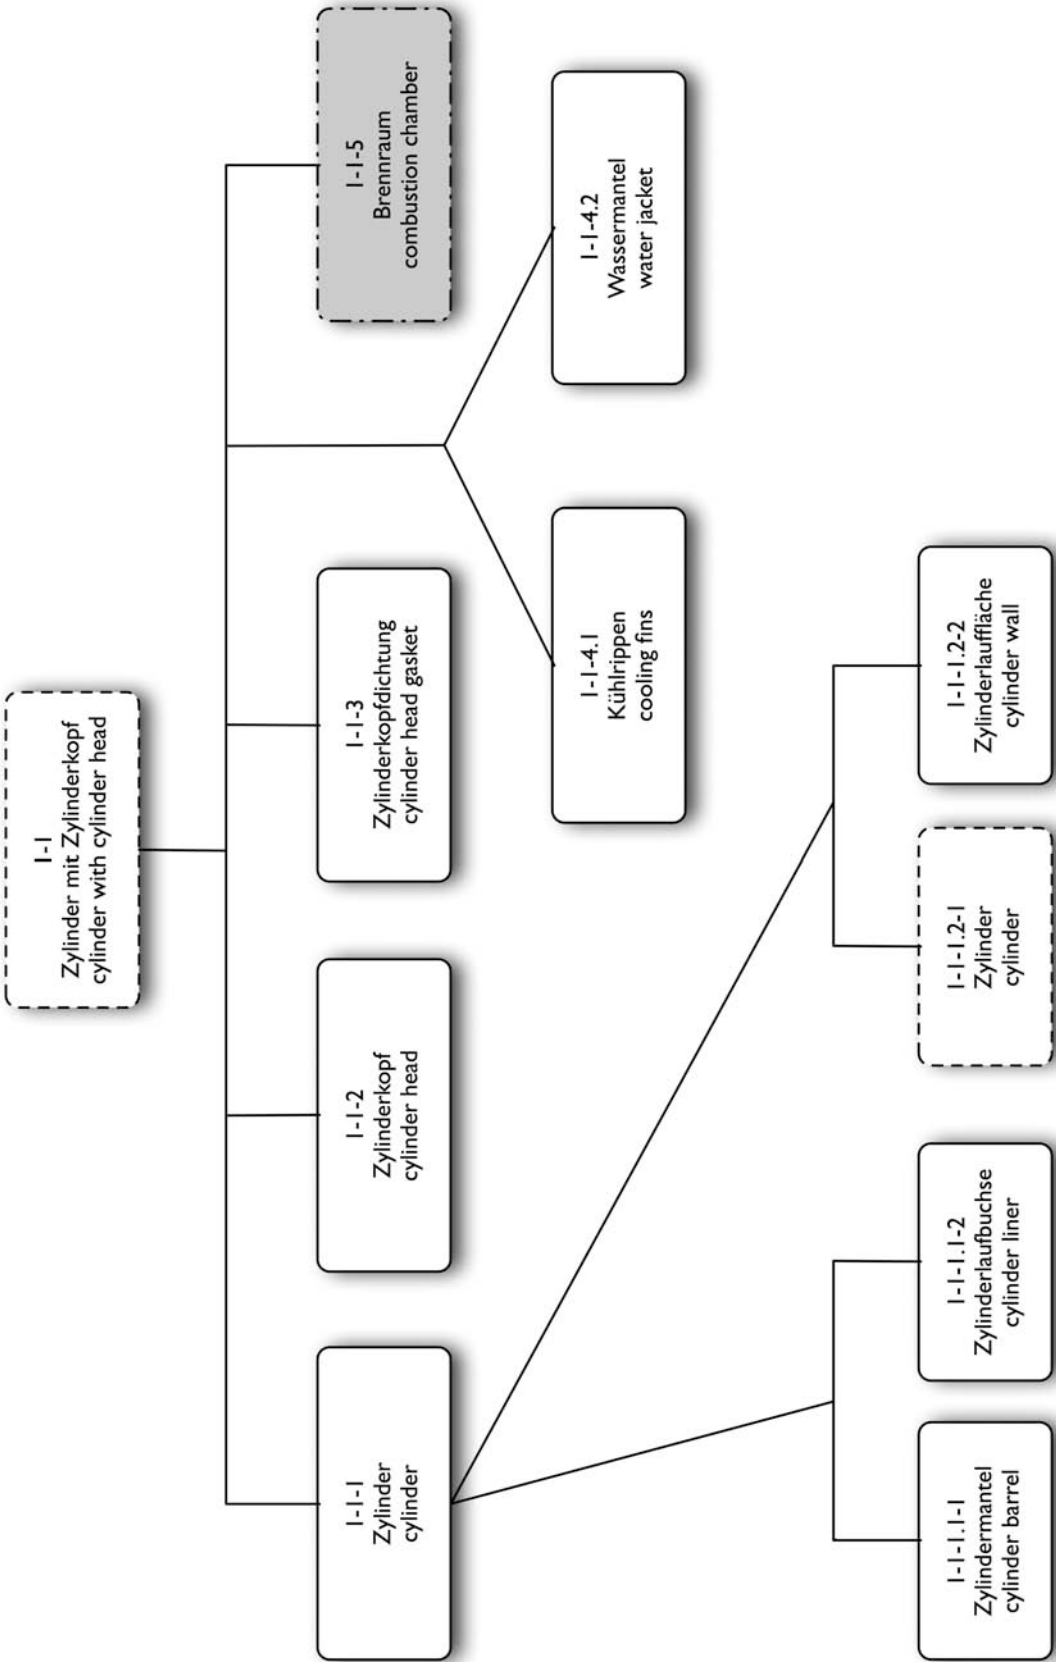 1-1
Zylinder mit Zylinderkopf
cylinder with cylinder head
1-1-1
Zylinder
cylinder
1-1-2
Zylinderkopf
cylinder head
1-1-3
Zylinderkopfdichtung
cylinder head gasket
1-1-5
Brennraum
combustion chamber
1-1-4.1
Kühlrippen
cooling fins
1-1-4.2
Wassermantel
water jacket
1-1-1.1-1
Zylindermantel
cylinder barrel
1-1-1.1-2
Zylinderlaufbuchse
cylinder liner
1-1-1.2-1
Zylinder
cylinder
1-1-1.2-2
Zylinderlauffläche
cylinder wall